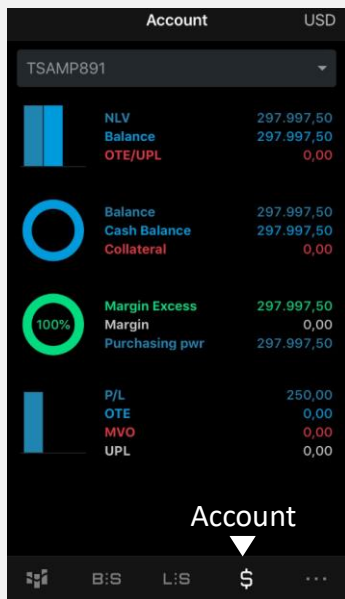 Account USD
TSAMP891
NLV 297.997,50
Balance 297.997,50
OTE/UPL 0,00
Balance 297.997,50
Cash Balance 297.997,50
Collateral 0,00
100%
Margin Excess 297.997,50
Margin 0,00
Purchasing pwr 297.997,50
P/L 250,00
OTE 0,00
MVO 0,00
UPL 0,00
Account
B:S L:S $ ...